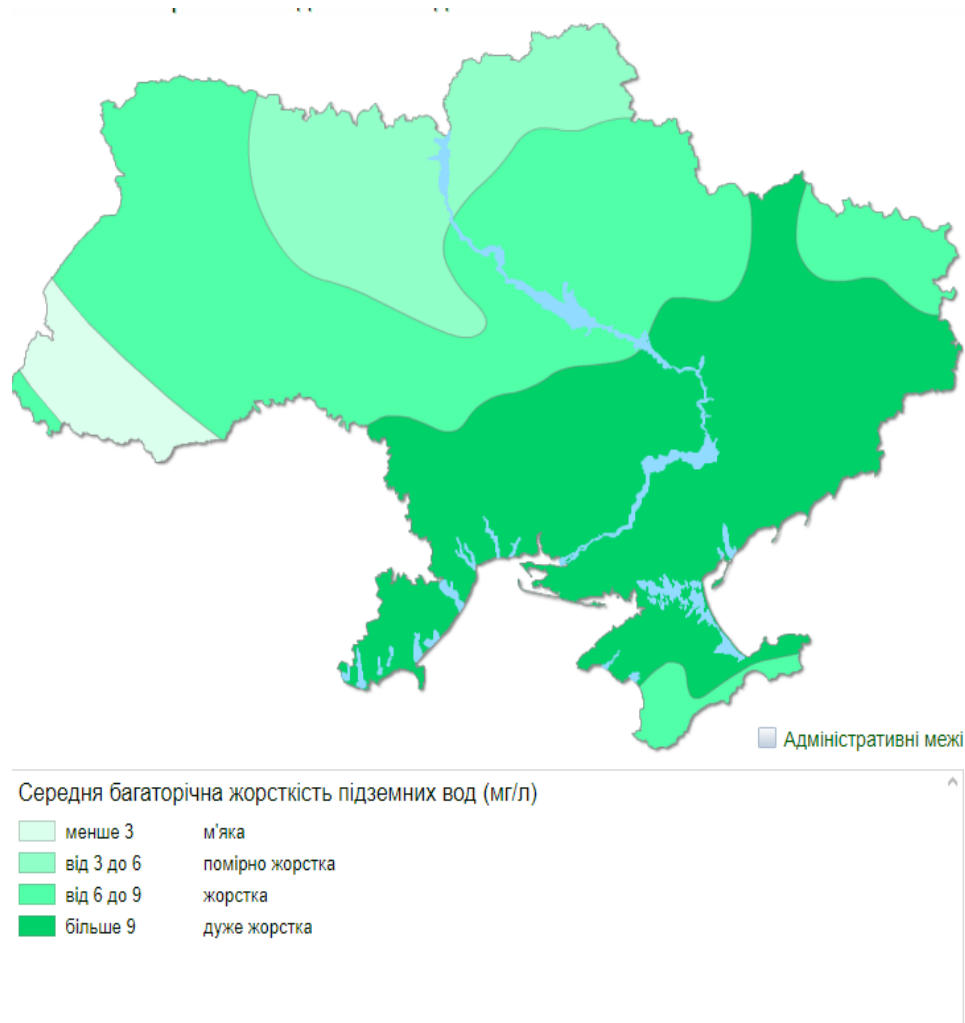 Адміністративні межі
Середня багаторічна жорсткість підземних вод (мг/л)
менше 3 м'яка
від 3 до 6 помірно жорстка
від 6 до 9 жорстка
більше 9 дуже жорстка